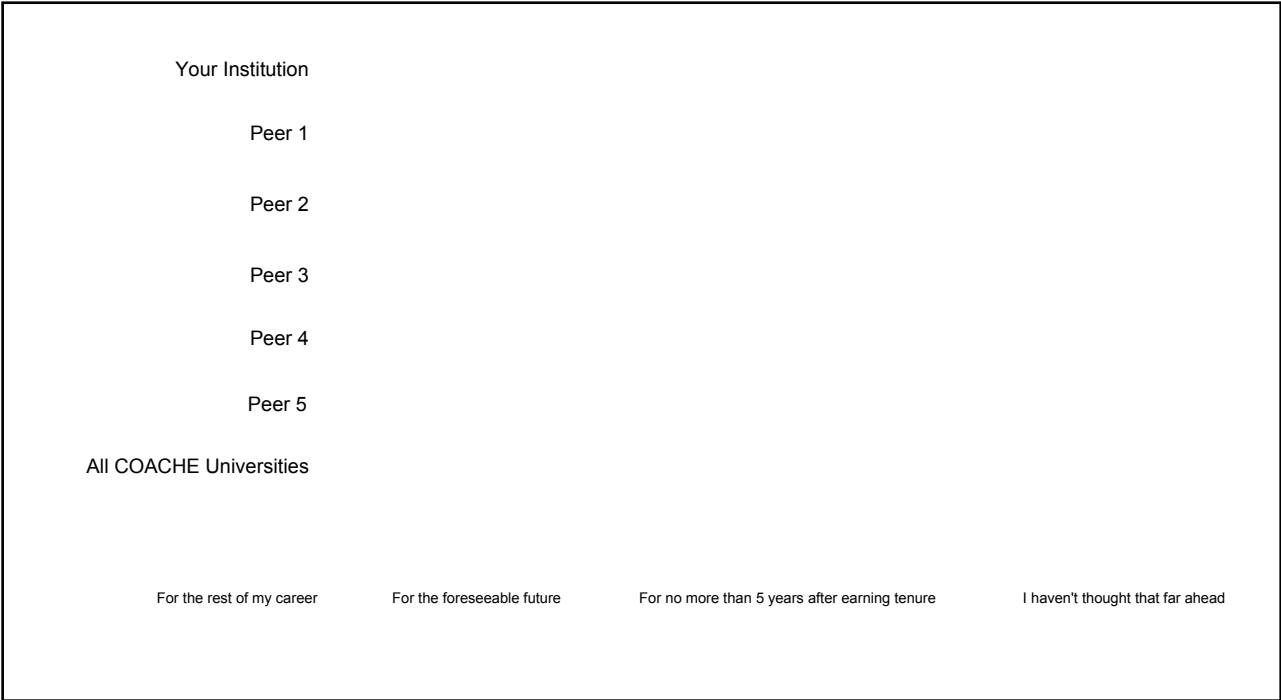 Your Institution
Peer 1
Peer 2
Peer 3
Peer 4
Peer 5
All COACHE Universities
For the rest of my career For the foreseeable future For no more than 5 years after earning tenure I haven't thought that far ahead